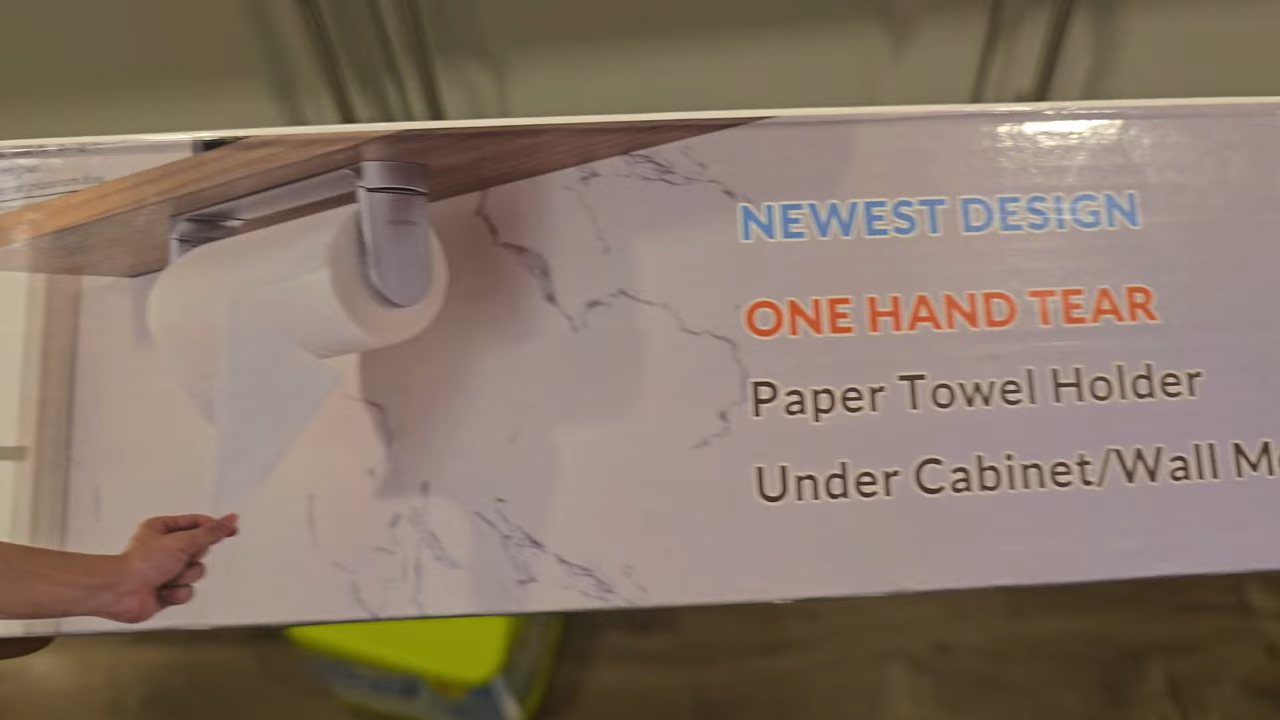 NEWEST DESIGN
ONE HAND TEAR
Paper Towel Holder
Under Cabinet/Wall